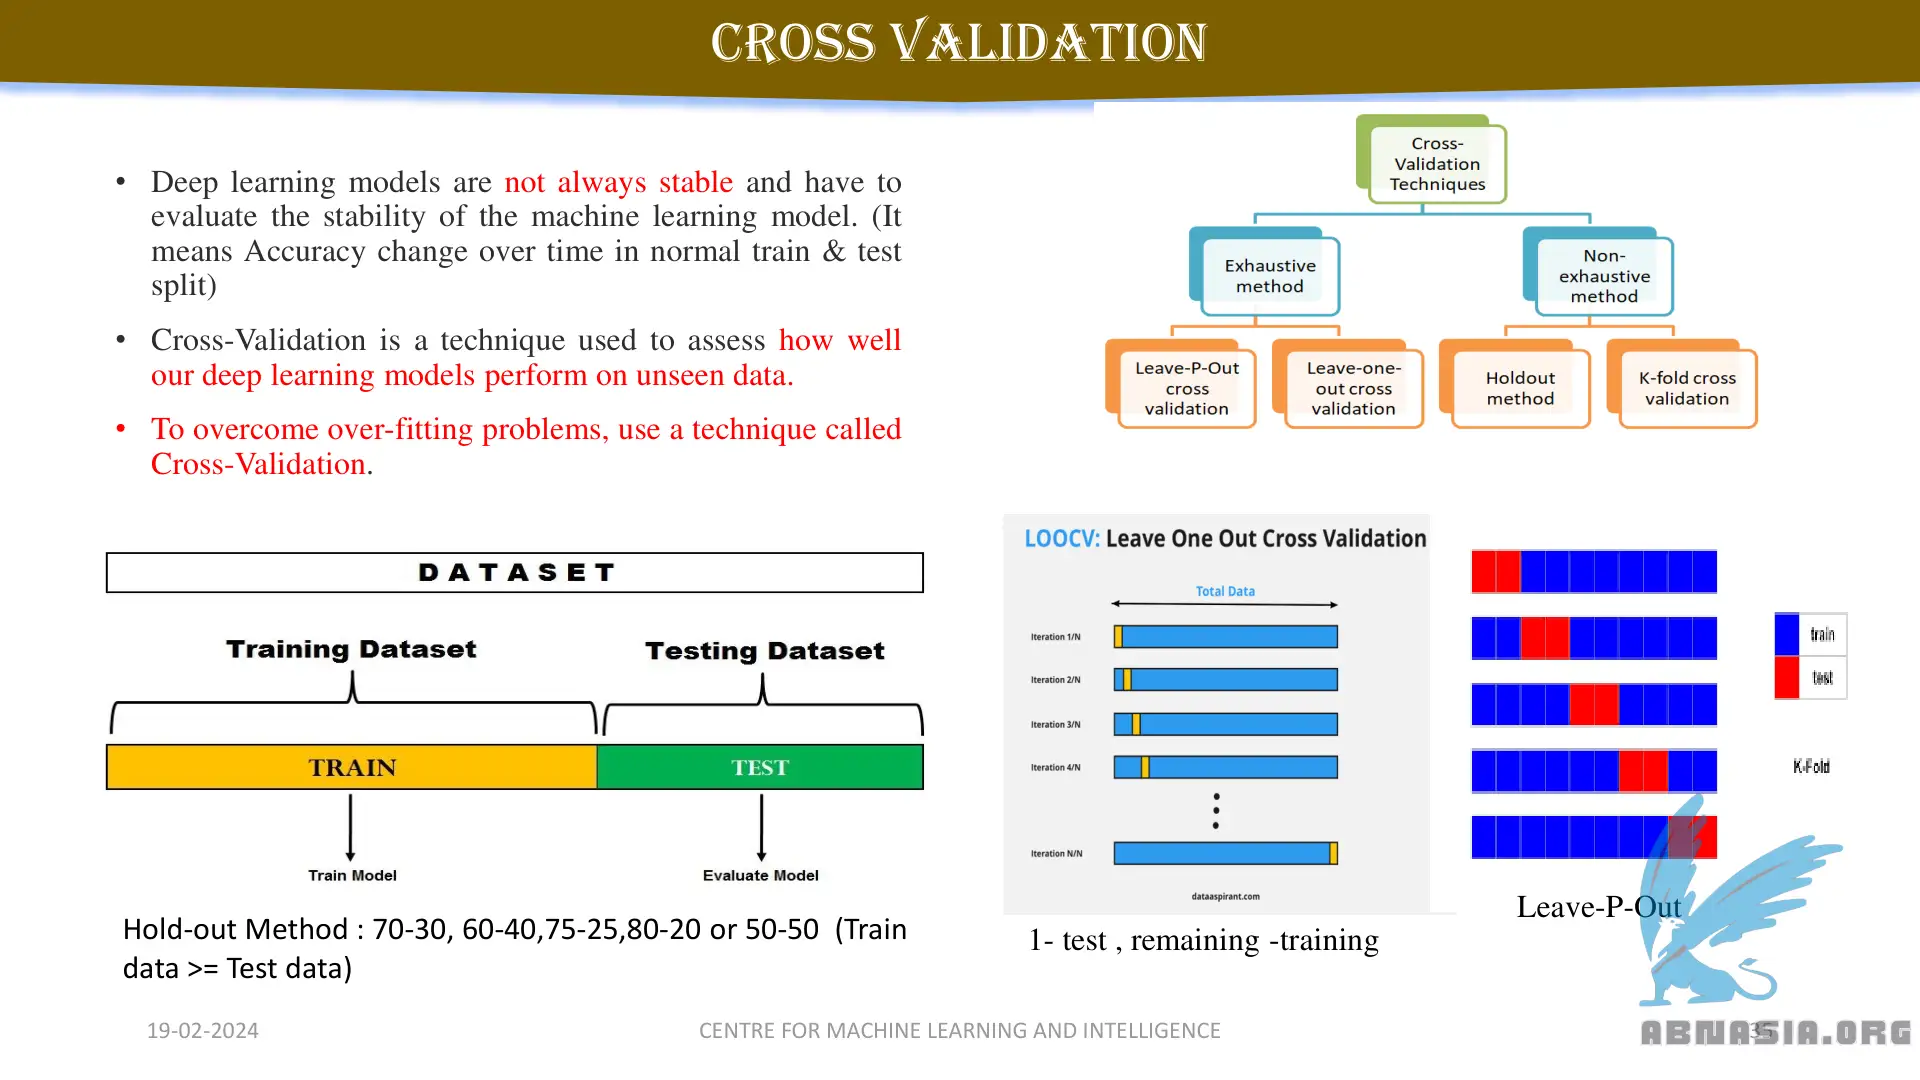 CROSS VALIDATION
• Deep learning models are not always stable and have to
evaluate the stability of the machine learning model. (It
means Accuracy change over time in normal train & test
split)
• Cross-Validation is a technique used to assess how well
our deep learning models perform on unseen data.
• To overcome over-fitting problems, use a technique called
Cross-Validation.
Cross-
Validation
Techniques
Exhaustive
method
Non-
exhaustive
method
Leave-P-Out
cross
validation
Leave-one-
out cross
validation
Holdout
method
K-fold cross
validation
DATASET
Training Dataset
Testing Dataset
TRAIN
TEST
Train Model
Evaluate Model
Hold-out Method : 70-30, 60-40,75-25,80-20 or 50-50 (Train
data >= Test data)
LOOCV: Leave One Out Cross Validation
Total Data
Iteration 1/N
Iteration 2/N
Iteration 3/N
Iteration 4/N
Iteration N/N
dataaspirant.com
1- test , remaining -training
train
test
K-Fold
Leave-P-Out
19-02-2024
CENTRE FOR MACHINE LEARNING AND INTELLIGENCE
35
ABNASIA.ORG